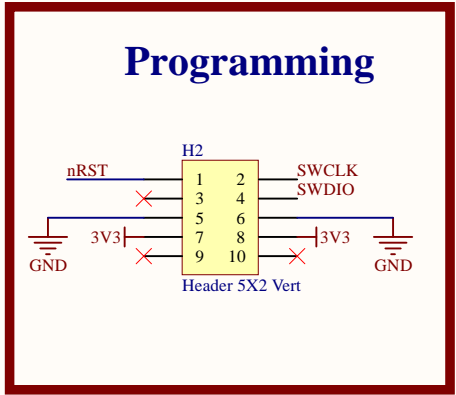 Programming
H2
nRST 1 2 SWCLK
3 4 SWDIO
5 6
3V3 7 8 3V3
GND 9 10 GND
Header 5X2 Vert